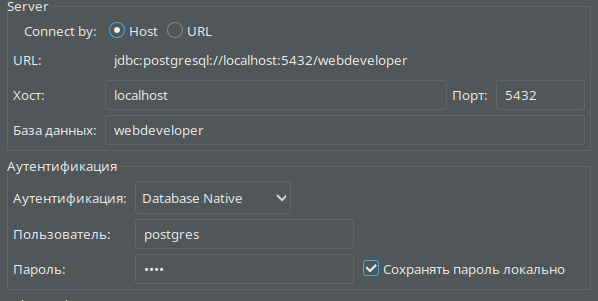 Server
Connect by: Host URL
URL: jdbc:postgresql://localhost:5432/webdeveloper
Хост: localhost Порт: 5432
База данных: webdeveloper
Аутентификация
Аутентификация: Database Native
Пользователь: postgres
Пароль: •••• Сохранять пароль локально